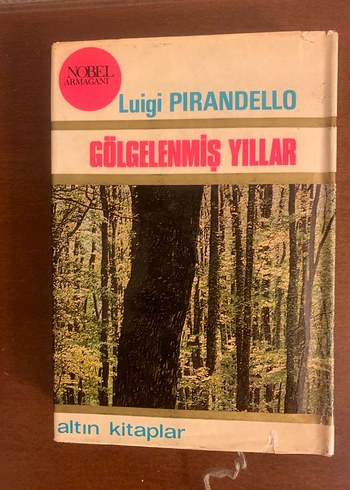 NOBEL
ARMAĞANI
Luigi PIRANDELLO
GÖLGELENMİŞ YILLAR
altın kitaplar